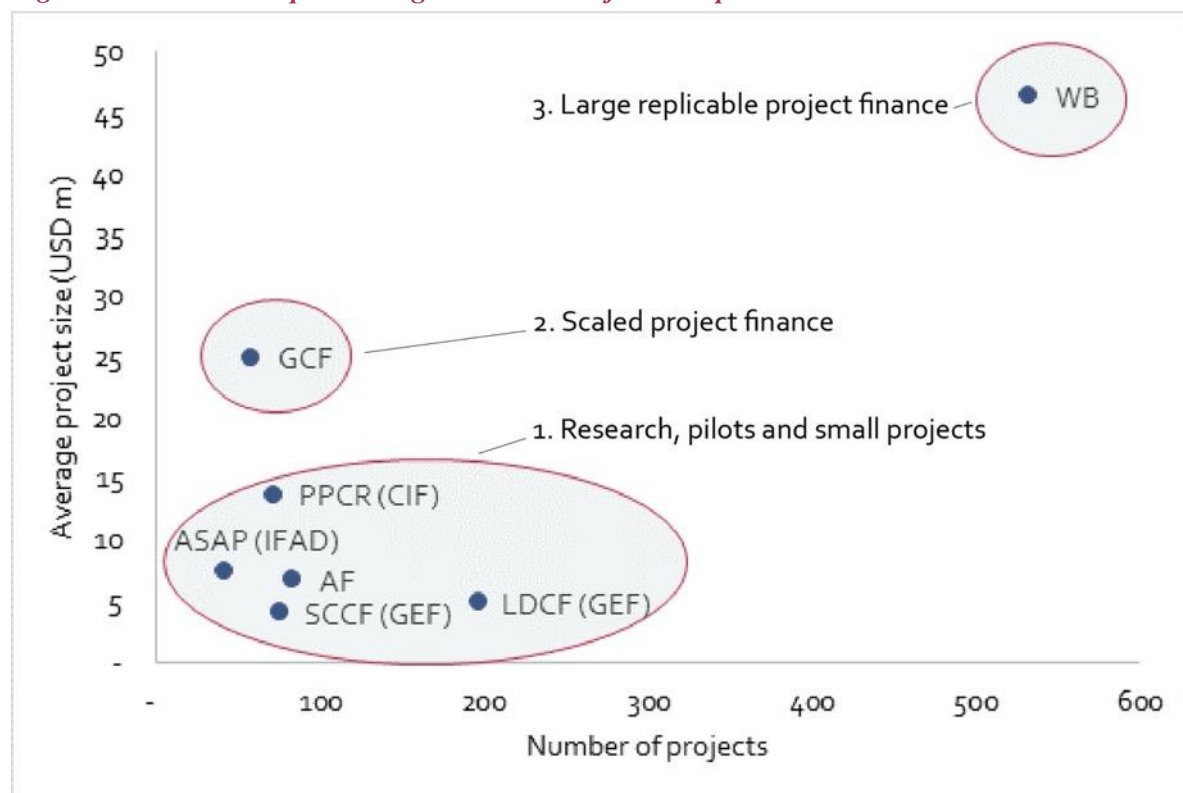 50
45
40
35
30
25
20
15
10
5
-
Average project size (USD m)
3. Large replicable project finance
WB
2. Scaled project finance
GCF
1. Research, pilots and small projects
PPCR (CIF)
ASAP (IFAD)
AF
SCCF (GEF)
LDCF (GEF)
- 100 200 300 400 500 600
Number of projects